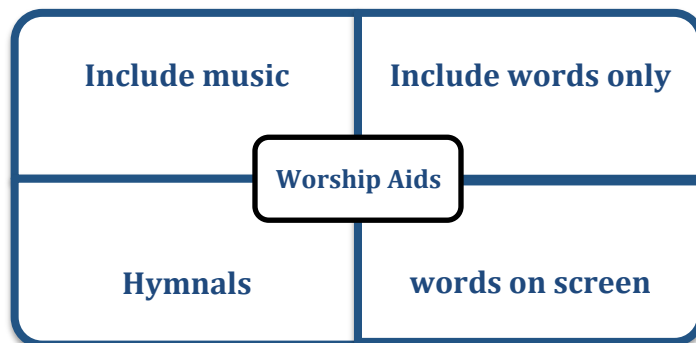 Include music
Include words only
Worship Aids
Hymnals
words on screen